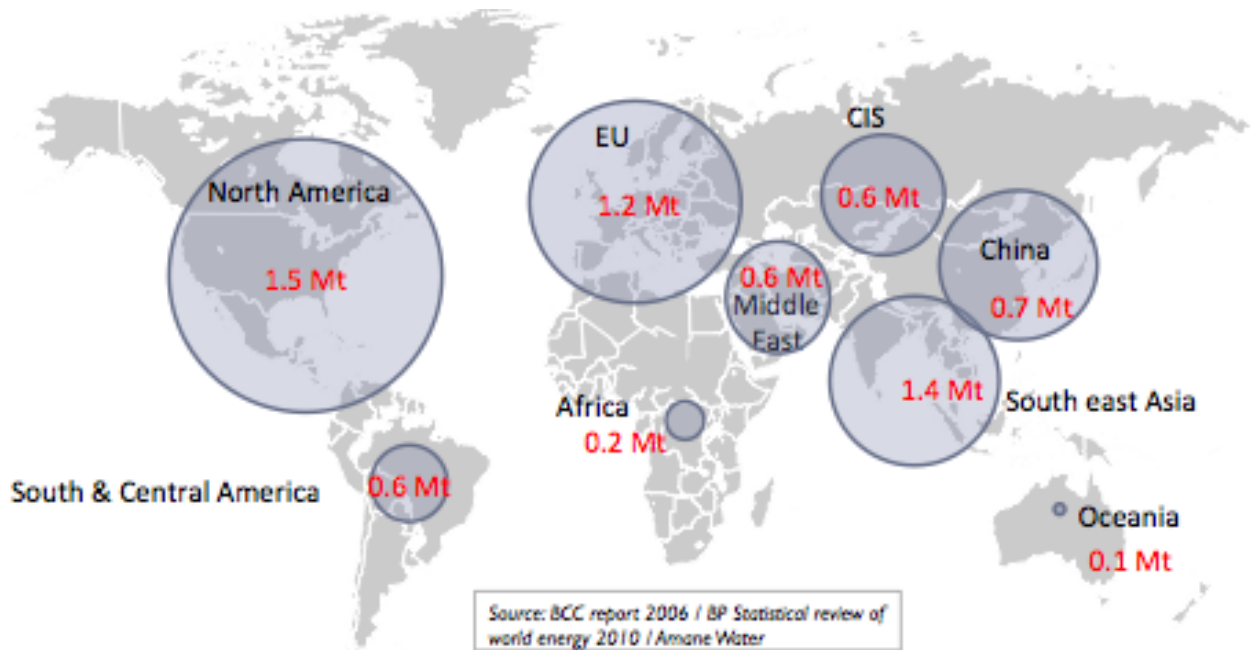 CIS
EU
North America
0.6 Mt
1.2 Mt
China
0.6 Mt
1.5 Mt
Middle
East
0.7 Mt
1.4 Mt
South east Asia
Africa
0.2 Mt
0.6 Mt
South & Central America
Oceania
0.1 Mt
Source: BCC report 2006 / BP Statistical review of
world energy 2010 / Amane Water